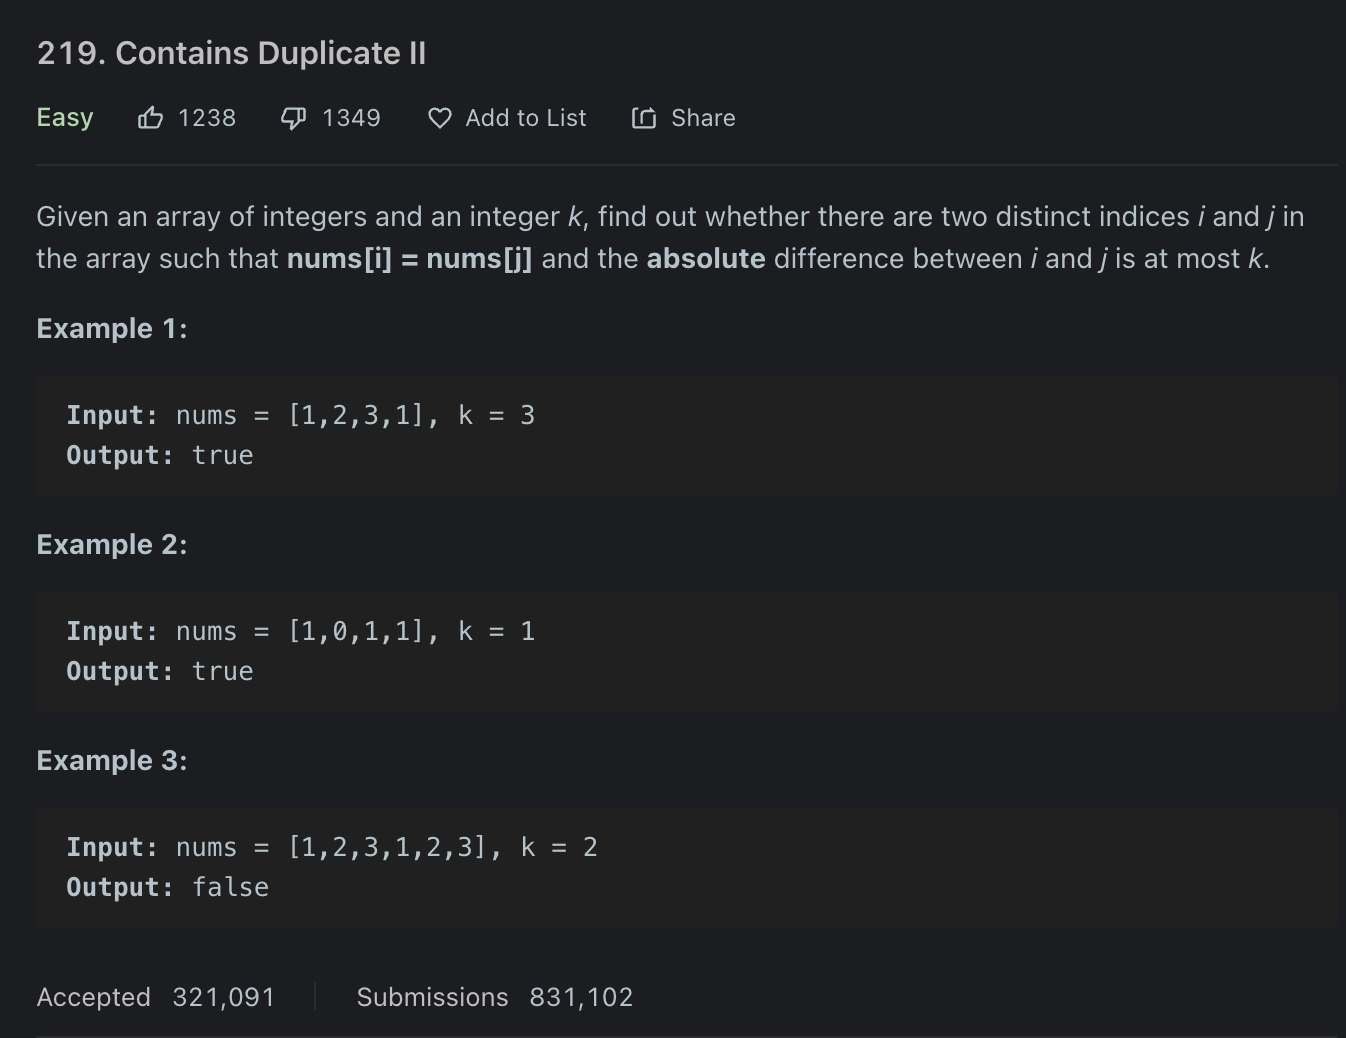 219. Contains Duplicate II
Easy 1238 1349 Add to List Share
Given an array of integers and an integer k, find out whether there are two distinct indices i and j in
the array such that nums[i] = nums[j] and the absolute difference between i and j is at most k.
Example 1:
Input: nums = [1,2,3,1], k = 3
Output: true
Example 2:
Input: nums = [1,0,1,1], k = 1
Output: true
Example 3:
Input: nums = [1,2,3,1,2,3], k = 2
Output: false
Accepted 321,091 Submissions 831,102